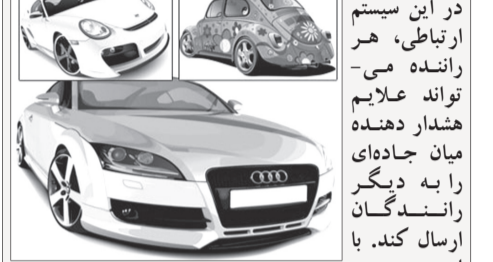 در این سیستم
ارتباطی، هر
راننده می-
تواند علایم
هشدار دهنده
میان جاده‌ای
را به دیگر
راننــدگــان
ارسال کند. با